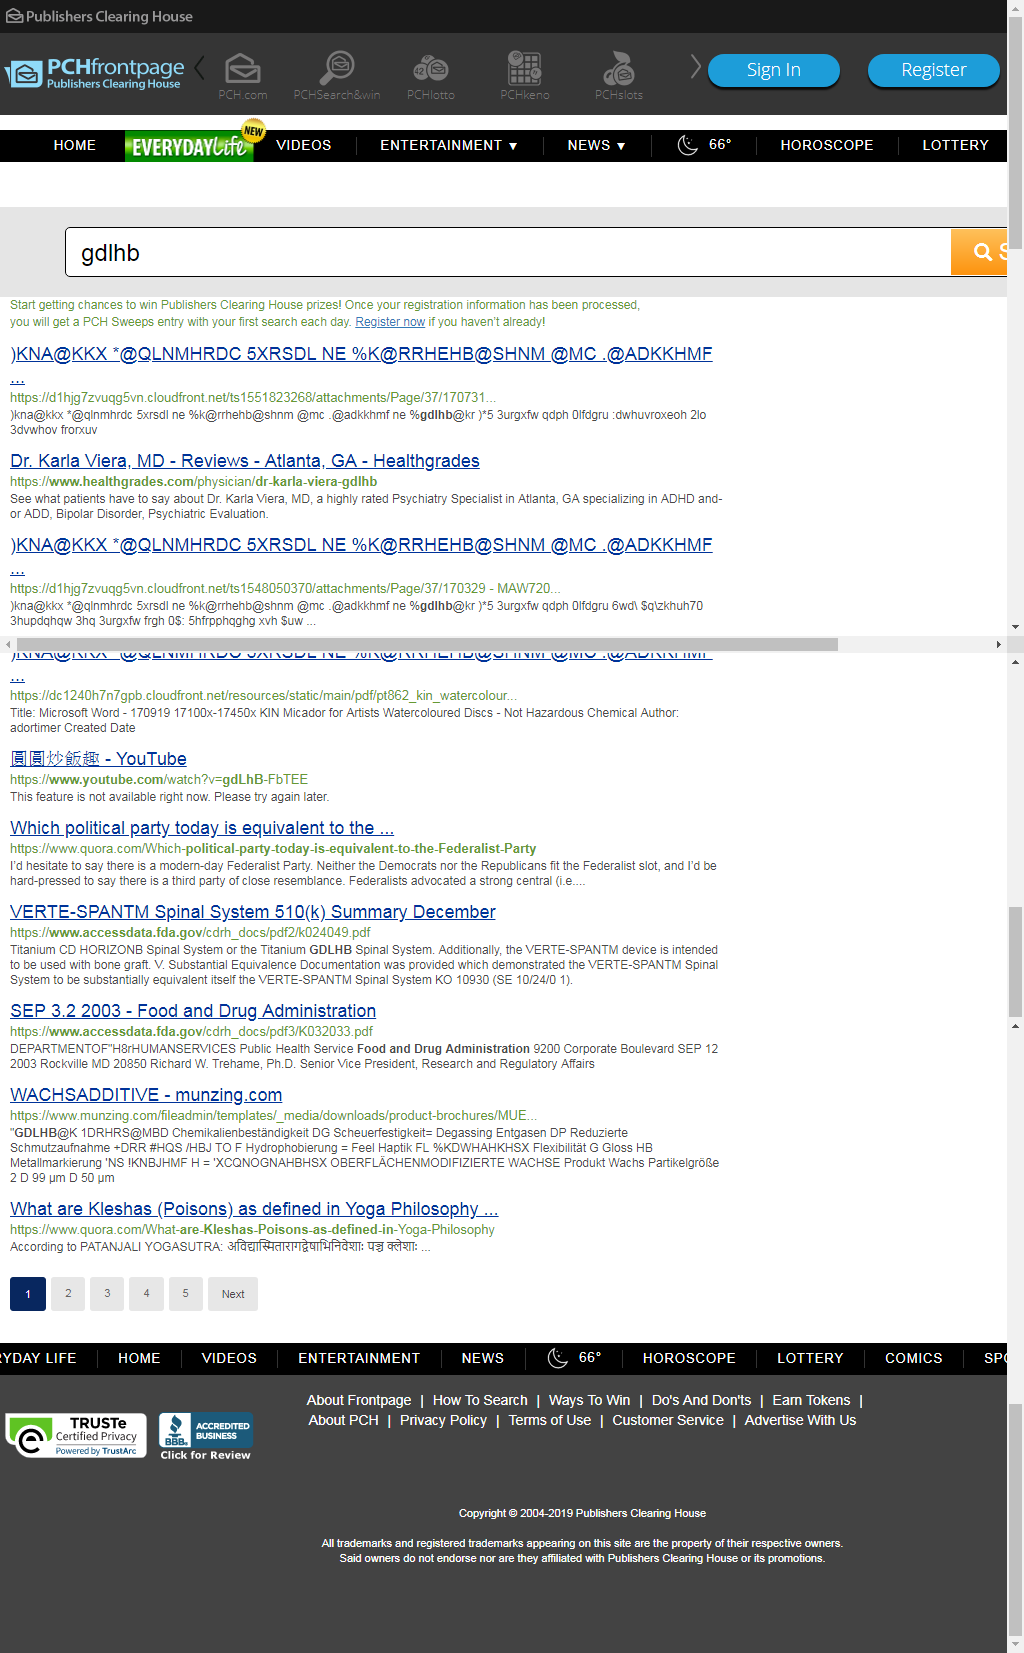 Publishers Clearing House
PCHfrontpage
Publishers Clearing House
PCH.com PCHSearch&win PCHlotto PCHkeno PCHslots
Sign In Register
HOME EVERYDAY Life NEW VIDEOS ENTERTAINMENT ▼ NEWS ▼ 66° HOROSCOPE LOTTERY
gdlhb
Start getting chances to win Publishers Clearing House prizes! Once your registration information has been processed,
you will get a PCH Sweeps entry with your first search each day. Register now if you haven't already!
)KNA@KKX *@QLNMHRDC 5XRSDL NE %K@RRHEHB@SHNM @MC .@ADKKHMF
...
https://d1hjg7zvuqg5vn.cloudfront.net/ts1551823268/attachments/Page/37/170731...
)kna@kkx *@qlnmhrdc 5xrsdl ne %k@rrhehb@shnm @mc .@adkkhmf ne %gdlhb@kr )*5 3urgxfw qdph 0lfdgru :dwhuvroxeoh 2lo
3dvwhov frorxuv
Dr. Karla Viera, MD - Reviews - Atlanta, GA - Healthgrades
https://www.healthgrades.com/physician/dr-karla-viera-gdlhb
See what patients have to say about Dr. Karla Viera, MD, a highly rated Psychiatry Specialist in Atlanta, GA specializing in ADHD and-
or ADD, Bipolar Disorder, Psychiatric Evaluation.
)KNA@KKX *@QLNMHRDC 5XRSDL NE %K@RRHEHB@SHNM @MC .@ADKKHMF
...
https://d1hjg7zvuqg5vn.cloudfront.net/ts1548050370/attachments/Page/37/170329 - MAW720...
)kna@kkx *@qlnmhrdc 5xrsdl ne %k@rrhehb@shnm @mc .@adkkhmf ne %gdlhb@kr )*5 3urgxfw qdph 0lfdgru 6wd\ $q\zkhuh70
3hupdqhqw 3hq 3urgxfw frgh 0$: 5hfrpphqghg xvh $uw ...
)KNA@KKX *@QLNMHRDC 5XRSDL NE %K@RRHEHB@SHNM @MC .@ADKKHMF
...
https://dc1240h7n7gpb.cloudfront.net/resources/static/main/pdf/pt862_kin_watercolour...
Title: Microsoft Word - 170919 17100x-17450x KIN Micador for Artists Watercoloured Discs - Not Hazardous Chemical Author:
adortimer Created Date
圓圓炒飯趣 - YouTube
https://www.youtube.com/watch?v=gdLhB-FbTEE
This feature is not available right now. Please try again later.
Which political party today is equivalent to the ...
https://www.quora.com/Which-political-party-today-is-equivalent-to-the-Federalist-Party
I'd hesitate to say there is a modern-day Federalist Party. Neither the Democrats nor the Republicans fit the Federalist slot, and I'd be
hard-pressed to say there is a third party of close resemblance. Federalists advocated a strong central (i.e....
VERTE-SPANTM Spinal System 510(k) Summary December
https://www.accessdata.fda.gov/cdrh_docs/pdf2/k024049.pdf
Titanium CD HORIZONB Spinal System or the Titanium GDLHB Spinal System. Additionally, the VERTE-SPANTM device is intended
to be used with bone graft. V. Substantial Equivalence Documentation was provided which demonstrated the VERTE-SPANTM Spinal
System to be substantially equivalent itself the VERTE-SPANTM Spinal System KO 10930 (SE 10/24/0 1).
SEP 3.2 2003 - Food and Drug Administration
https://www.accessdata.fda.gov/cdrh_docs/pdf3/K032033.pdf
DEPARTMENTOF"H8rHUMANSERVICES Public Health Service Food and Drug Administration 9200 Corporate Boulevard SEP 12
2003 Rockville MD 20850 Richard W. Trehame, Ph.D. Senior Vice President, Research and Regulatory Affairs
WACHSADDITIVE - munzing.com
https://www.munzing.com/fileadmin/templates/_media/downloads/product-brochures/MUE...
"GDLHB@K 1DRHRS@MBD Chemikalienbeständigkeit DG Scheuerfestigkeit= Degassing Entgasen DP Reduzierte
Schmutzaufnahme +DRR #HQS /HBJ TO F Hydrophobierung = Feel Haptik FL %KDWHAHKHSX Flexibilität G Gloss HB
Metallmarkierung 'NS !KNBJHMF H = 'XCQNOGNAHBHSX OBERFLÄCHENMODIFIZIERTE WACHSE Produkt Wachs Partikelgröße
2 D 99 μm D 50 μm
What are Kleshas (Poisons) as defined in Yoga Philosophy ...
https://www.quora.com/What-are-Kleshas-Poisons-as-defined-in-Yoga-Philosophy
According to PATANJALI YOGASUTRA: अविद्यास्मितारागद्वेषाभिनिवेशाः पञ्च क्लेशाः ...
1 2 3 4 5 Next
RYDAY LIFE HOME VIDEOS ENTERTAINMENT NEWS 66° HOROSCOPE LOTTERY COMICS
About Frontpage | How To Search | Ways To Win | Do's And Don'ts | Earn Tokens |
About PCH | Privacy Policy | Terms of Use | Customer Service | Advertise With Us
TRUSTe
Certified Privacy
Powered by TrustArc
BBB. ACCREDITED
BUSINESS
Click for Review
Copyright © 2004-2019 Publishers Clearing House
All trademarks and registered trademarks appearing on this site are the property of their respective owners.
Said owners do not endorse nor are they affiliated with Publishers Clearing House or its promotions.